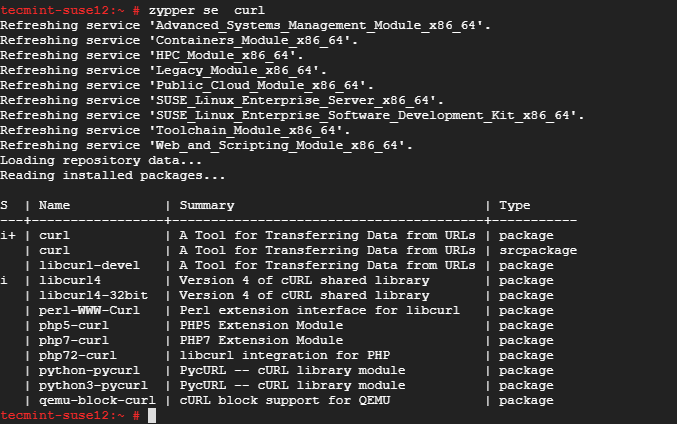 tecmint-suse12:~ # zypper se  curl
Refreshing service 'Advanced_Systems_Management_Module_x86_64'.
Refreshing service 'Containers_Module_x86_64'.
Refreshing service 'HPC_Module_x86_64'.
Refreshing service 'Legacy_Module_x86_64'.
Refreshing service 'Public_Cloud_Module_x86_64'.
Refreshing service 'SUSE_Linux_Enterprise_Server_x86_64'.
Refreshing service 'SUSE_Linux_Enterprise_Software_Development_Kit_x86_64'.
Refreshing service 'Toolchain_Module_x86_64'.
Refreshing service 'Web_and_Scripting_Module_x86_64'.
Loading repository data...
Reading installed packages...
S  | Name            | Summary                                 | Type
---+-----------------+-----------------------------------------+-----------
i+ | curl            | A Tool for Transferring Data from URLs  | package
   | curl            | A Tool for Transferring Data from URLs  | srcpackage
   | libcurl-devel   | A Tool for Transferring Data from URLs  | package
i  | libcurl4        | Version 4 of cURL shared library        | package
   | libcurl4-32bit  | Version 4 of cURL shared library        | package
   | perl-WWW-Curl   | Perl extension interface for libcurl    | package
   | php5-curl       | PHP5 Extension Module                   | package
   | php7-curl       | PHP7 Extension Module                   | package
   | php72-curl      | libcurl integration for PHP             | package
   | python-pycurl   | PycURL -- cURL library module           | package
   | python3-pycurl  | PycURL -- cURL library module           | package
   | qemu-block-curl | cURL block support for QEMU             | package
tecmint-suse12:~ #